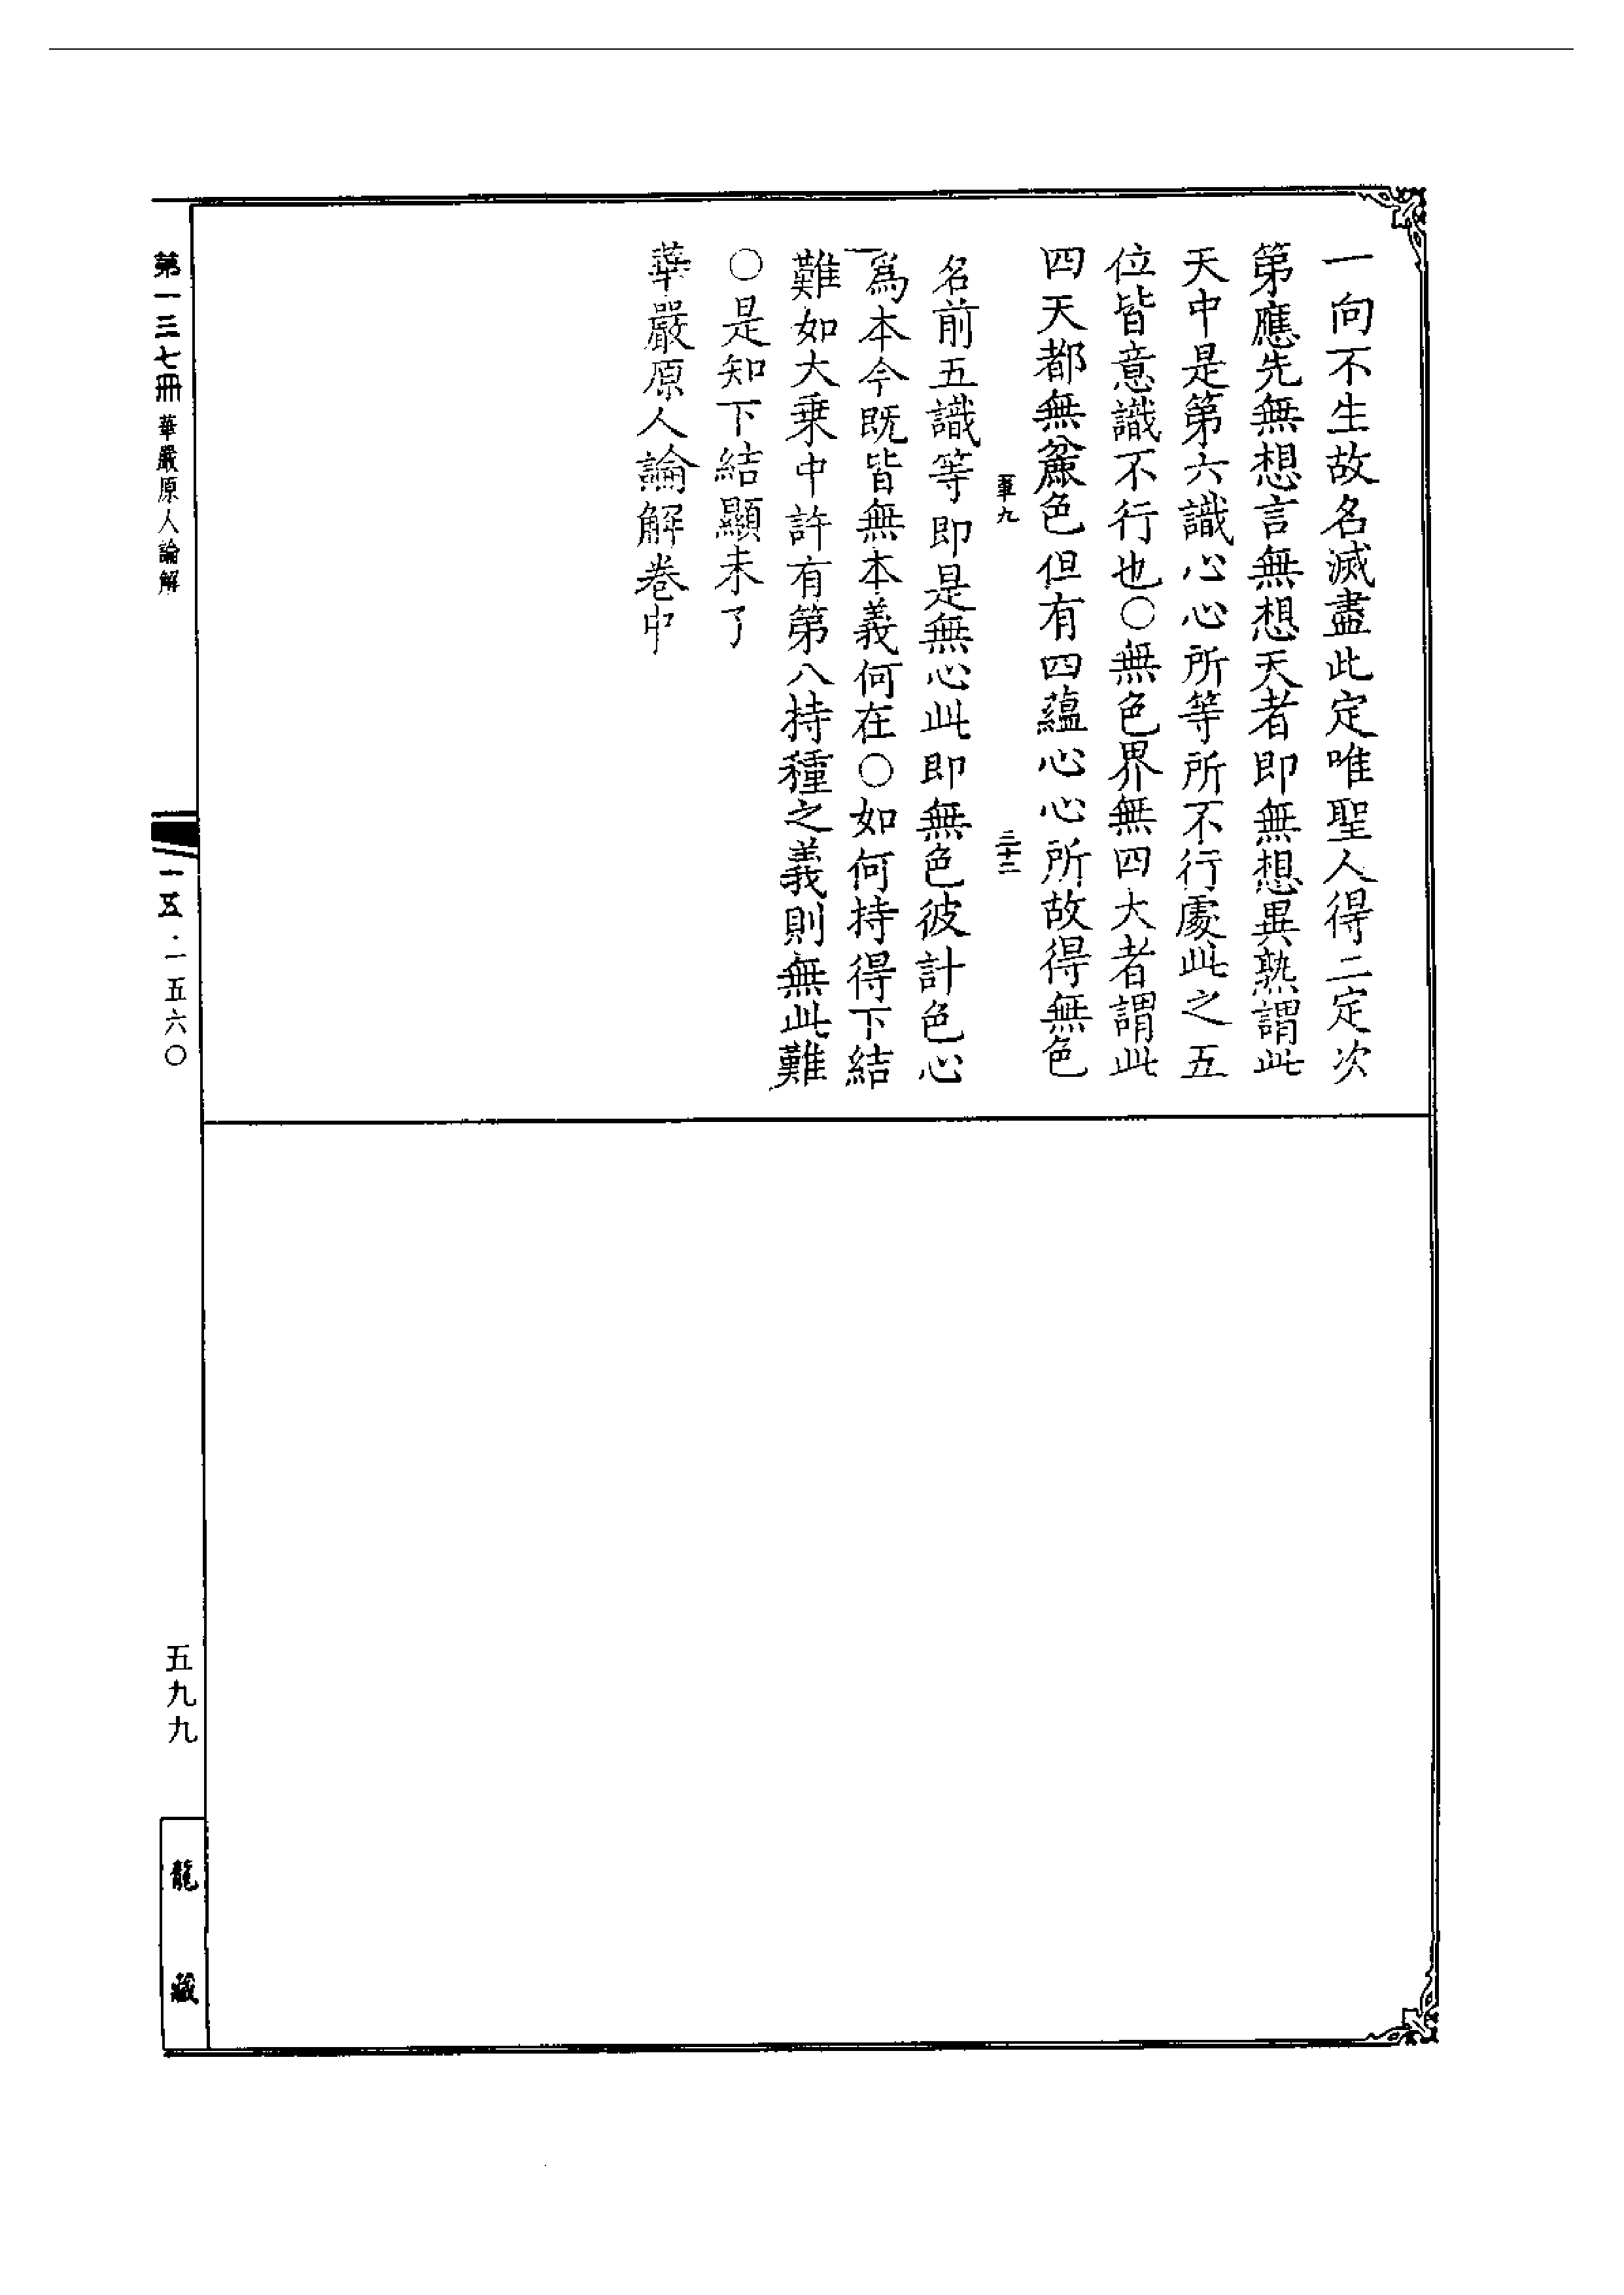 一向不生故名滅盡此定唯聖人得二定次
第應先無想言無想天者即無想異熟謂此
天中是第六識心心所等所不行處此之五
位皆意識不行也○無色界無四大者謂此
四天都無麄色但有四蘊心心所故得無色
華九 三十二
名前五識等即是無心此即無色彼計色心
爲本今既皆無本義何在○如何持得下結
難如大乗中許有第八持種之義則無此難
○是知下結顯未了
華嚴原人論解卷中
第一三七冊 華嚴原人論解
一五·一五六○
五九九
龍藏